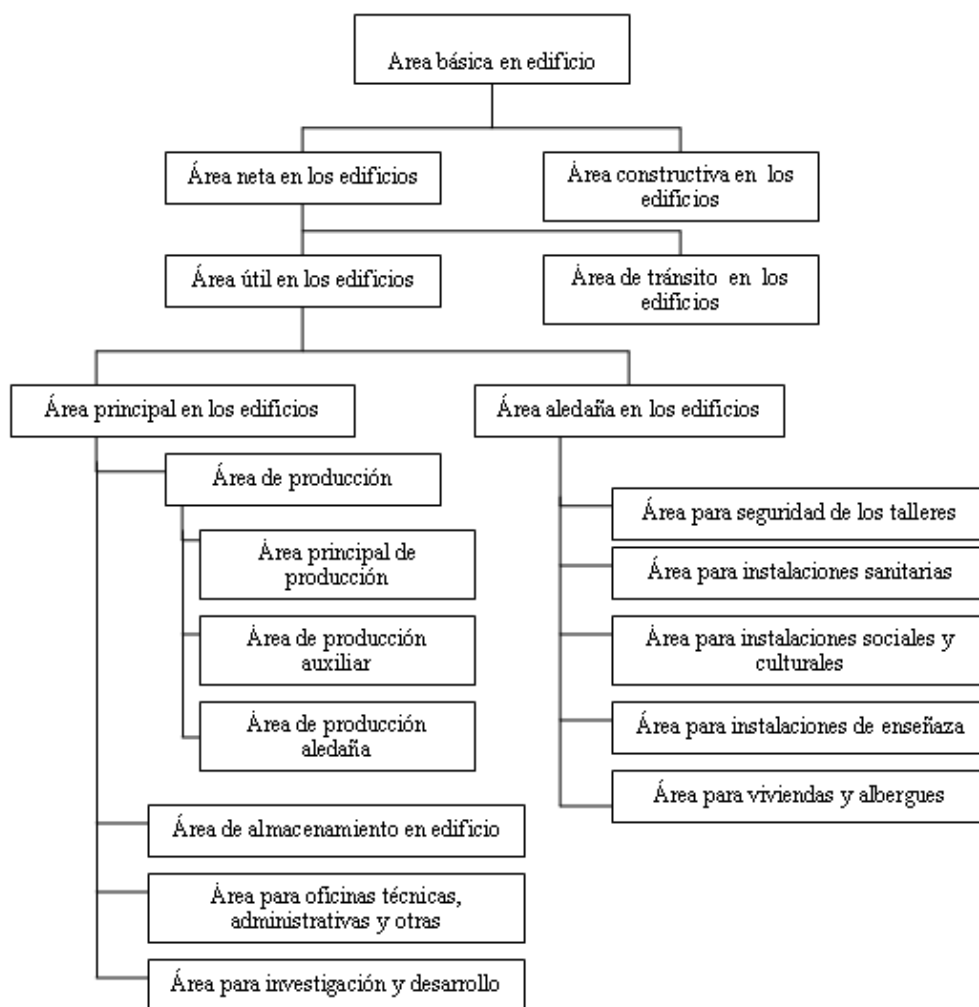 Area básica en edificio
Área neta en los edificios
Área constructiva en los
edificios
Área útil en los edificios
Área de tránsito en los
edificios
Área principal en los edificios
Área aledaña en los edificios
Área de producción
Área principal de
producción
Área de producción
auxiliar
Área de producción
aledaña
Área de almacenamiento en edificio
Área para oficinas técnicas,
administrativas y otras
Área para investigación y desarrollo
Área para seguridad de los talleres
Área para instalaciones sanitarias
Área para instalaciones sociales y
culturales
Área para instalaciones de enseñaza
Área para viviendas y albergues